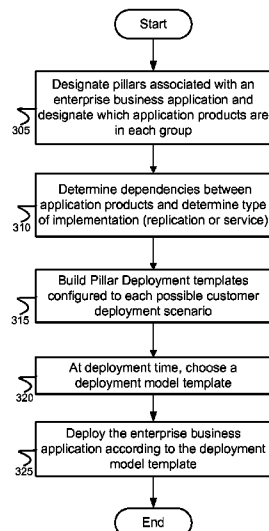 Start
Designate pillars associated with an
enterprise business application and
designate which application products are
in each group
305
Determine dependencies between
application products and determine type
of implementation (replication or service)
310
Build Pillar Deployment templates
configured to each possible customer
deployment scenario
315
At deployment time, choose a
deployment model template
320
Deploy the enterprise business
application according to the deployment
model template
325
End